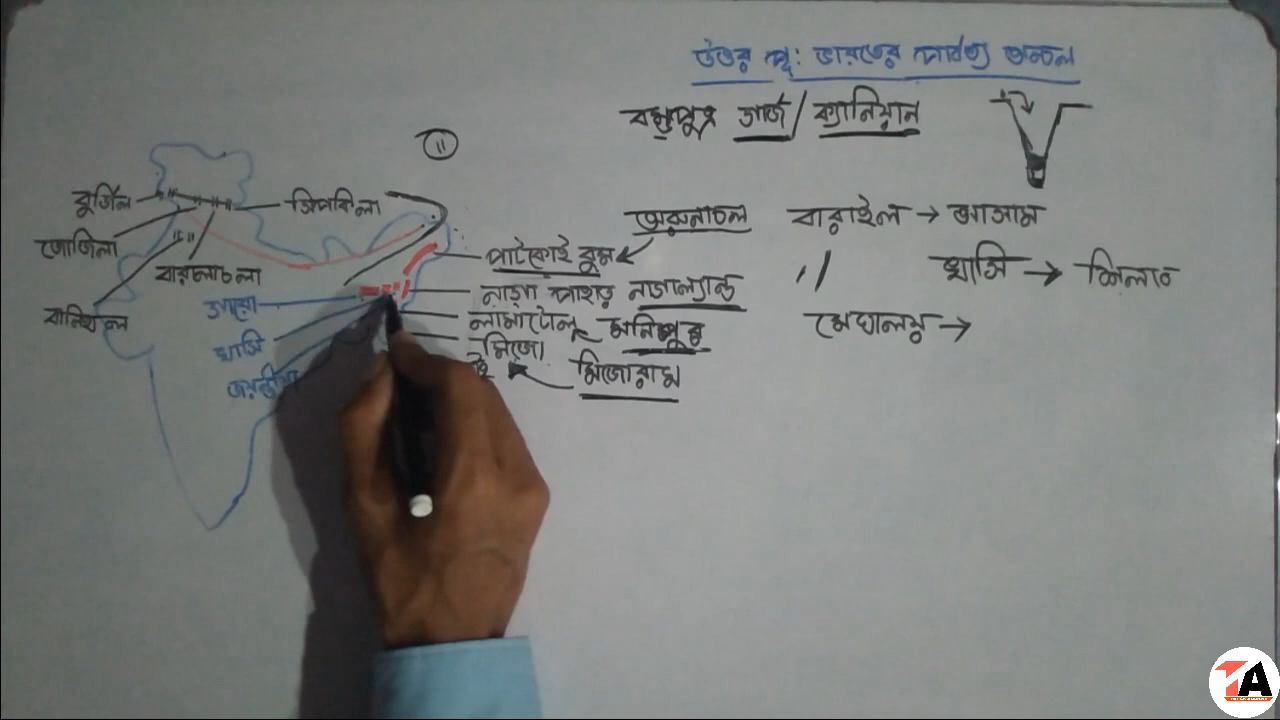 উত্তর পূ: ভারতের পার্বত্য অঞ্চল
ব্রহ্মপুত্র গার্জ / ক্যানিয়ান
॥
বুর্জিল
জোজিলা
বারলাচলা
বানিহাল
সিপকিলা
গারো
খাসি
জয়ন্তীয়া
অরুনাচল
পাটকোই বুম
নাগা পাহাড় নাগাল্যান্ড
লামাটোল মনিপুর
মিজো
মিজোরাম
বারাইল → আসাম
খাসি → শিলং
মেঘালয় →
TA